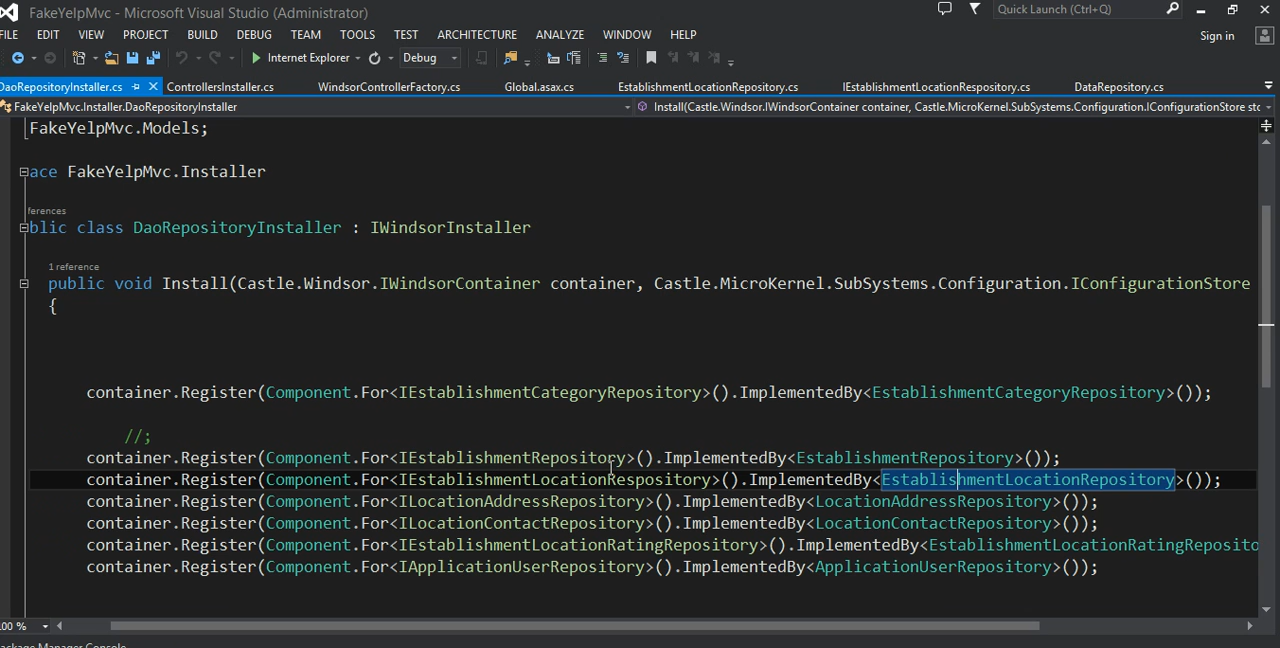 FakeYelpMvc - Microsoft Visual Studio (Administrator)
Quick Launch (Ctrl+Q)
FILE EDIT VIEW PROJECT BUILD DEBUG TEAM TOOLS TEST ARCHITECTURE ANALYZE WINDOW HELP
Sign in
Internet Explorer Debug
DaoRepositoryInstaller.cs ControllersInstaller.cs WindsorControllerFactory.cs Global.asax.cs EstablishmentLocationRepository.cs IEstablishmentLocationRespository.cs DataRepository.cs
FakeYelpMvc.Installer.DaoRepositoryInstaller Install(Castle.Windsor.IWindsorContainer container, Castle.MicroKernel.SubSystems.Configuration.IConfigurationStore stc
FakeYelpMvc.Models;
ace FakeYelpMvc.Installer
ferences
blic class DaoRepositoryInstaller : IWindsorInstaller
1 reference
public void Install(Castle.Windsor.IWindsorContainer container, Castle.MicroKernel.SubSystems.Configuration.IConfigurationStore
{
container.Register(Component.For<IEstablishmentCategoryRepository>().ImplementedBy<EstablishmentCategoryRepository>());
//;
container.Register(Component.For<IEstablishmentRepository>().ImplementedBy<EstablishmentRepository>());
container.Register(Component.For<IEstablishmentLocationRespository>().ImplementedBy<EstablishmentLocationRepository>());
container.Register(Component.For<ILocationAddressRepository>().ImplementedBy<LocationAddressRepository>());
container.Register(Component.For<ILocationContactRepository>().ImplementedBy<LocationContactRepository>());
container.Register(Component.For<IEstablishmentLocationRatingRepository>().ImplementedBy<EstablishmentLocationRatingReposito
container.Register(Component.For<IApplicationUserRepository>().ImplementedBy<ApplicationUserRepository>());
100 %
Package Manager Console